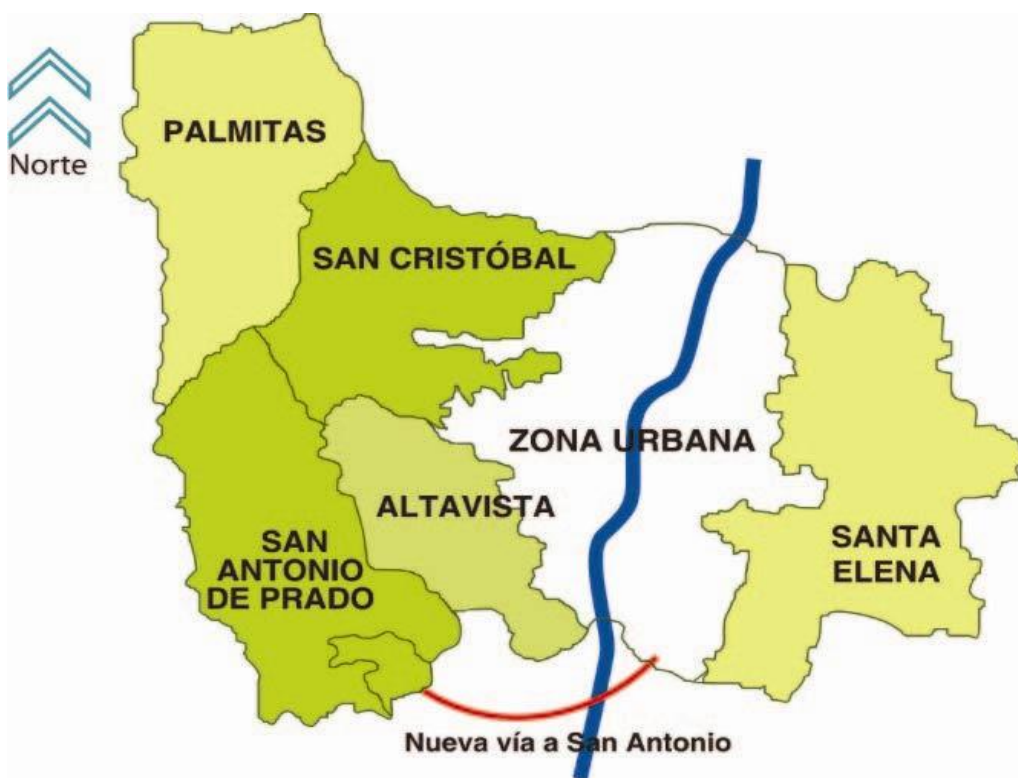 PALMITAS
Norte
SAN CRISTÓBAL
ZONA URBANA
ALTAVISTA
SAN
ANTONIO
DE PRADO
SANTA
ELENA
Nueva vía a San Antonio